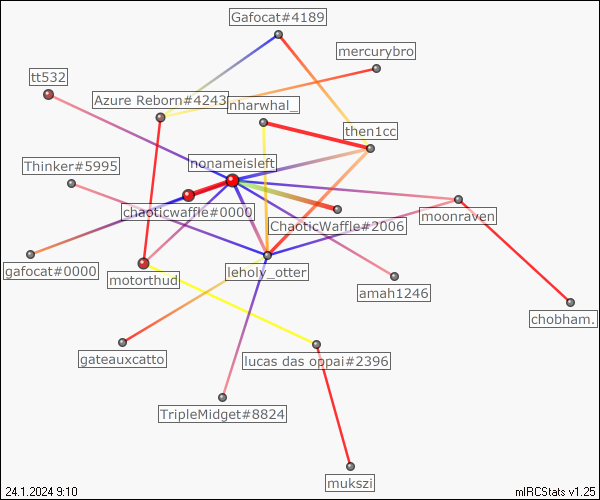 Gafocat#4189
mercurybro
tt532
Azure Reborn#4243
nharwhal_
then1cc
Thinker#5995
nonameisleft
chaoticwaffle#0000
ChaoticWaffle#2006
moonraven
gafocat#0000
motorthud
leholy_otter
amah1246
chobham.
gateauxcatto
lucas das oppai#2396
TripleMidget#8824
mukszi
24.1.2024 9:10
mIRCStats v1.25